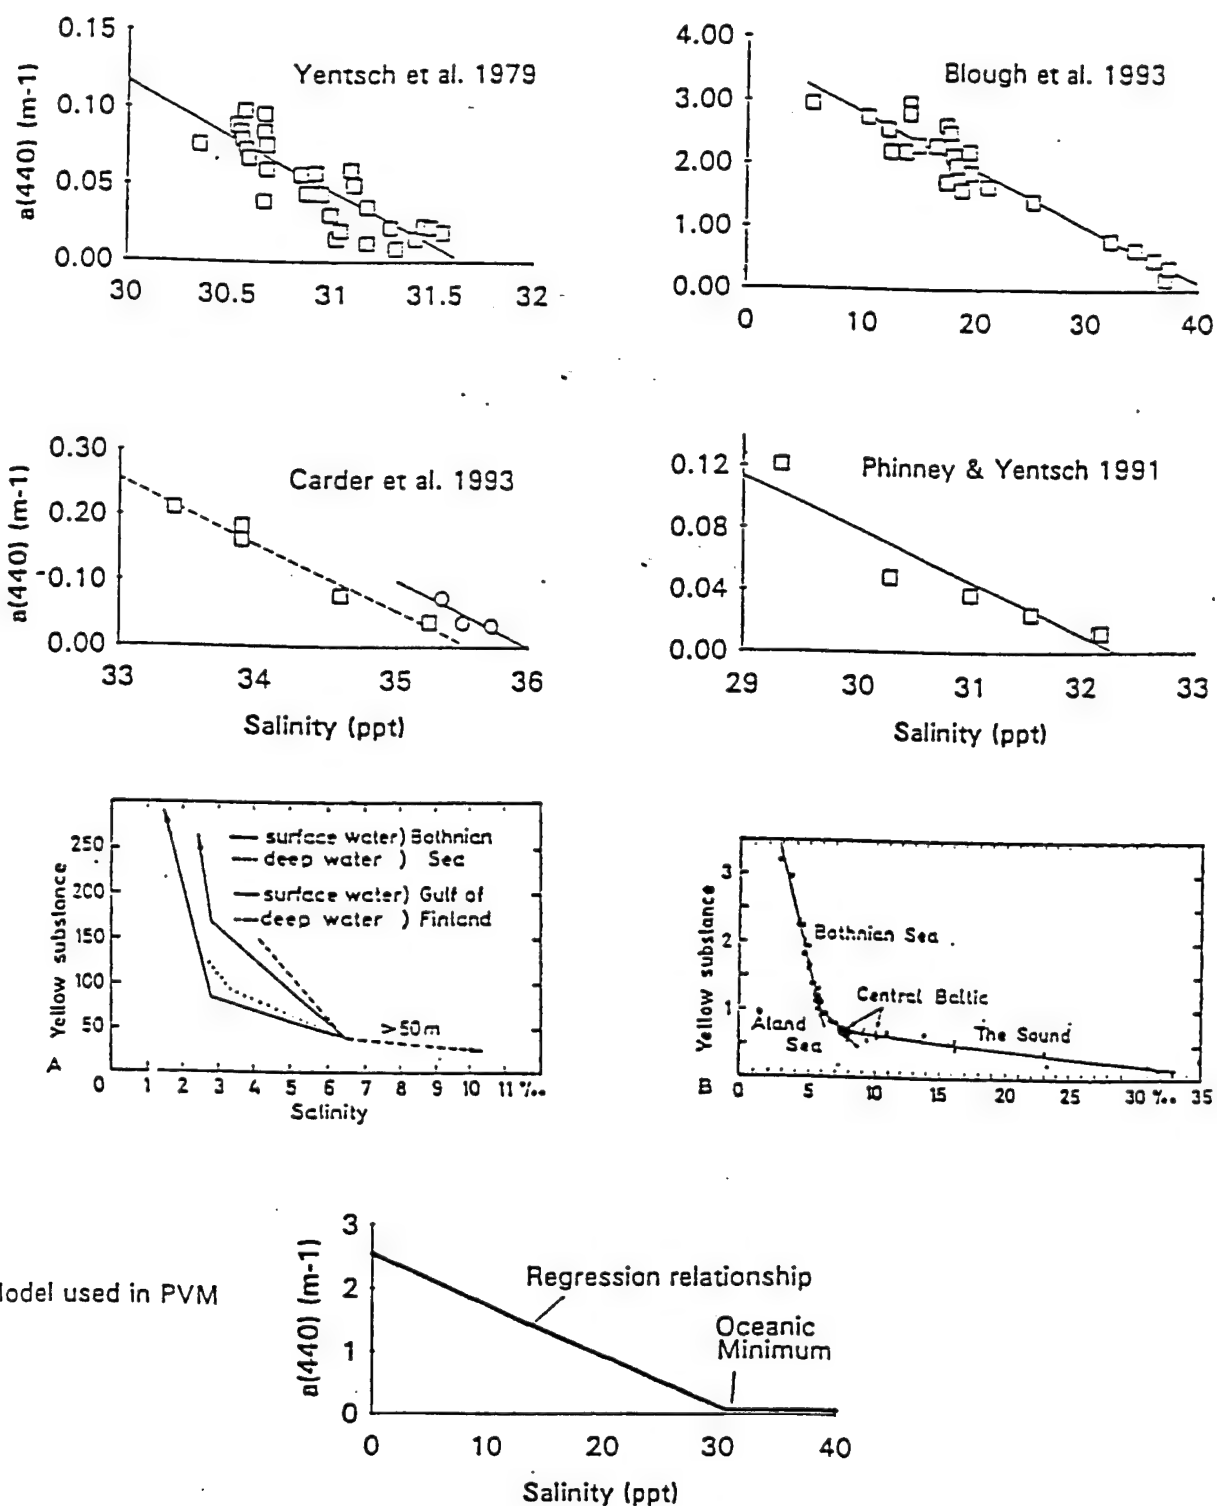 Yentsch et al. 1979
a(440) (m-1)
0.15
0.10
0.05
0.00
30
30.5
31
31.5
32
Blough et al. 1993
4.00
3.00
2.00
1.00
0.00
0
10
20
30
40
Carder et al. 1993
a(440) (m-1)
0.30
0.20
0.10
0.00
33
34
35
36
Salinity (ppt)
Phinney & Yentsch 1991
0.12
0.08
0.04
0.00
29
30
31
32
33
Salinity (ppt)
Yellow substance
250
200
150
100
50
0
surface water) Bothnian
deep water ) Sea
surface water) Gulf of
deep water ) Finland
>50m
A
1
2
3
4
5
6
7
8
9
10
11 ‰
Salinity
Yellow substance
3
2
1
Bothnian Sea
Central Baltic
Åland
Sea
The Sound
B
0
5
10
15
20
25
30 ‰
35
Model used in PVM
a(440) (m-1)
3
2
1
0
Regression relationship
Oceanic
Minimum
0
10
20
30
40
Salinity (ppt)